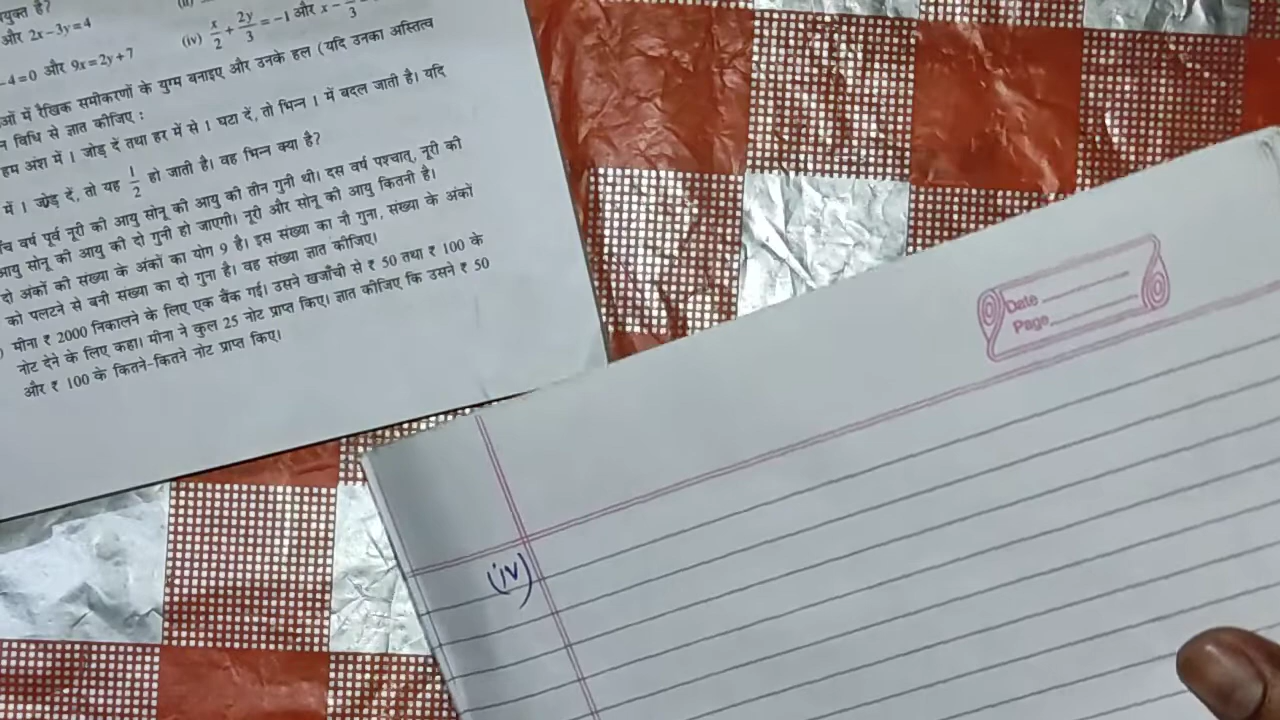 और 2x-3y=4
(iv) x/2 + 2y/3 = -1 और x -
-4=0 और 9x=2y+7
ओं में रैखिक समीकरणों के युग्म बनाइए और उनके हल (यदि उनका अस्तित्व
विधि से ज्ञात कीजिए :
हम अंश में 1 जोड़ दें तथा हर में से 1 घटा दें, तो भिन्न 1 में बदल जाती है। यदि
में 1 जोड़ दें, तो यह 1/2 हो जाती है। वह भिन्न क्या है?
च वर्ष पूर्व नूरी की आयु सोनू की आयु की तीन गुनी थी। दस वर्ष पश्चात्, नूरी की
आयु सोनू की आयु की दो गुनी हो जाएगी। नूरी और सोनू की आयु कितनी है।
दो अंकों की संख्या के अंकों का योग 9 है। इस संख्या का नौ गुना, संख्या के अंकों
को पलटने से बनी संख्या का दो गुना है। वह संख्या ज्ञात कीजिए।
मीना ₹ 2000 निकालने के लिए एक बैंक गई। उसने खजाँची से ₹ 50 तथा ₹ 100 के
नोट देने के लिए कहा। मीना ने कुल 25 नोट प्राप्त किए। ज्ञात कीजिए कि उसने ₹ 50
और ₹ 100 के कितने-कितने नोट प्राप्त किए।
Date
Page
(iv)